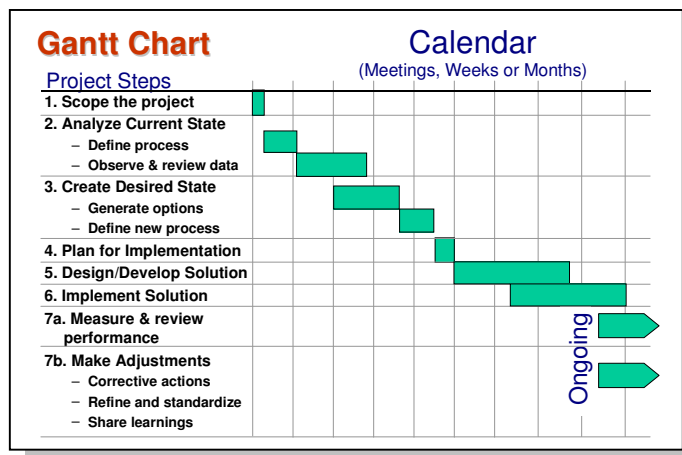 Gantt Chart
Calendar
(Meetings, Weeks or Months)
Project Steps
1. Scope the project
2. Analyze Current State
– Define process
– Observe & review data
3. Create Desired State
– Generate options
– Define new process
4. Plan for Implementation
5. Design/Develop Solution
6. Implement Solution
7a. Measure & review
performance
7b. Make Adjustments
– Corrective actions
– Refine and standardize
– Share learnings
Ongoing